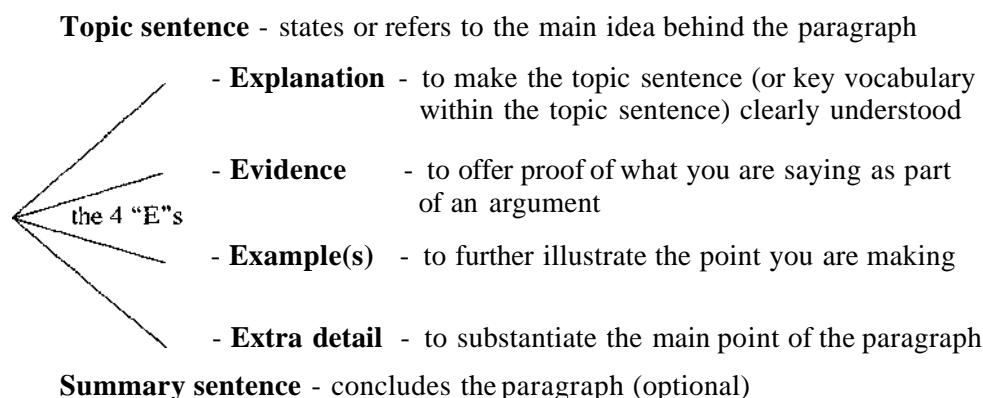 Topic sentence - states or refers to the main idea behind the paragraph
- Explanation - to make the topic sentence (or key vocabulary
within the topic sentence) clearly understood
- Evidence - to offer proof of what you are saying as part
of an argument
the 4 “E”s
- Example(s) - to further illustrate the point you are making
- Extra detail - to substantiate the main point of the paragraph
Summary sentence - concludes the paragraph (optional)